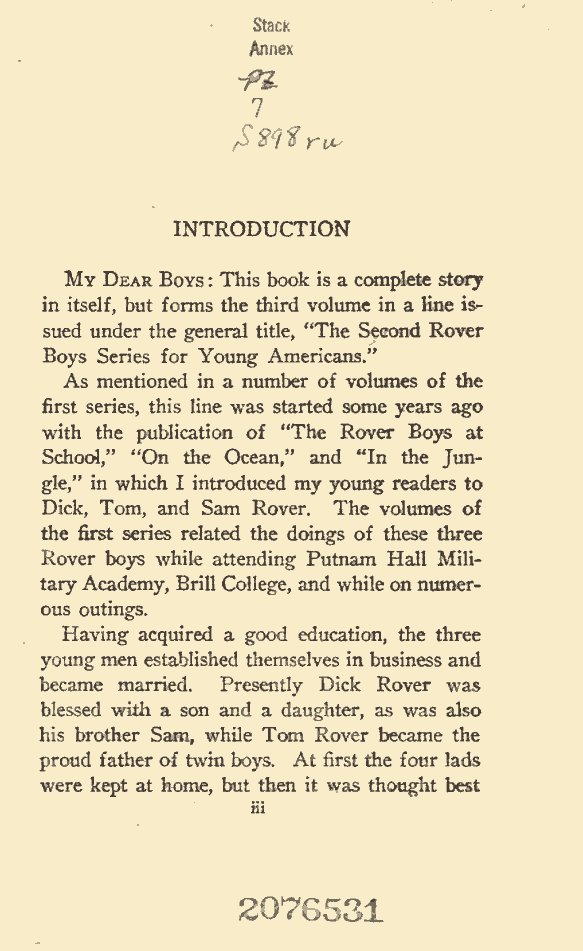 Stack
Annex
PZ
7
S898ru
INTRODUCTION
MY DEAR BOYS: This book is a complete story
in itself, but forms the third volume in a line is-
sued under the general title, “The Second Rover
Boys Series for Young Americans.”
As mentioned in a number of volumes of the
first series, this line was started some years ago
with the publication of “The Rover Boys at
School,” “On the Ocean,” and “In the Jun-
gle,” in which I introduced my young readers to
Dick, Tom, and Sam Rover. The volumes of
the first series related the doings of these three
Rover boys while attending Putnam Hall Mili-
tary Academy, Brill College, and while on numer-
ous outings.
Having acquired a good education, the three
young men established themselves in business and
became married. Presently Dick Rover was
blessed with a son and a daughter, as was also
his brother Sam, while Tom Rover became the
proud father of twin boys. At first the four lads
were kept at home, but then it was thought best
iii
2076531